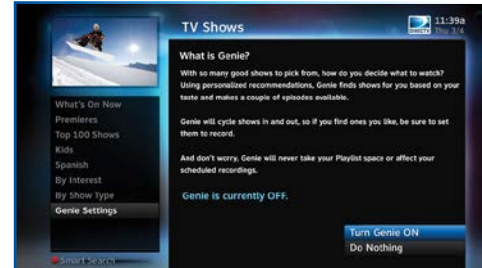 TV Shows
DIRECTV
11:39a
Thu 3/4
What is Genie?
With so many good shows to pick from, how do you decide what to watch?
Using personalized recommendations, Genie finds shows for you based on your
taste and makes a couple of episodes available.
Genie will cycle shows in and out, so if you find ones you like, be sure to set
them to record.
And don't worry, Genie will never take your Playlist space or affect your
scheduled recordings.
Genie is currently OFF.
What's On Now
Premieres
Top 100 Shows
Kids
Spanish
By Interest
By Show Type
Genie Settings
Turn Genie ON
Do Nothing
Smart Search